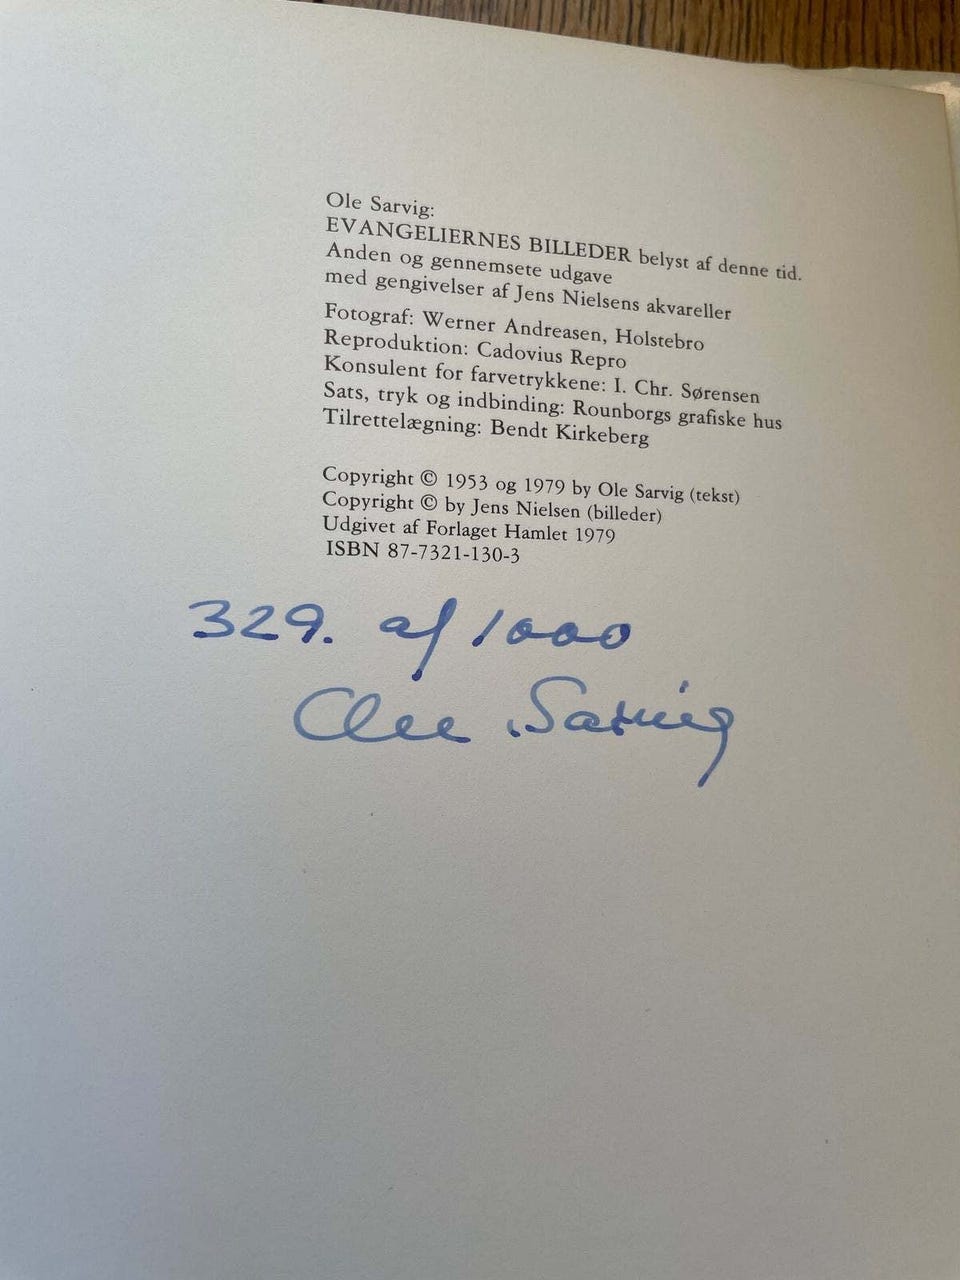 Ole Sarvig:
EVANGELIERNES BILLEDER belyst af denne tid.
Anden og gennemsete udgave
med gengivelser af Jens Nielsens akvareller
Fotograf: Werner Andreasen, Holstebro
Reproduktion: Cadovius Repro
Konsulent for farvetrykkene: I. Chr. Sørensen
Sats, tryk og indbinding: Rounborgs grafiske hus
Tilrettelægning: Bendt Kirkeberg
Copyright © 1953 og 1979 by Ole Sarvig (tekst)
Copyright © by Jens Nielsen (billeder)
Udgivet af Forlaget Hamlet 1979
ISBN 87-7321-130-3
329. af 1000
Ole Sarvig